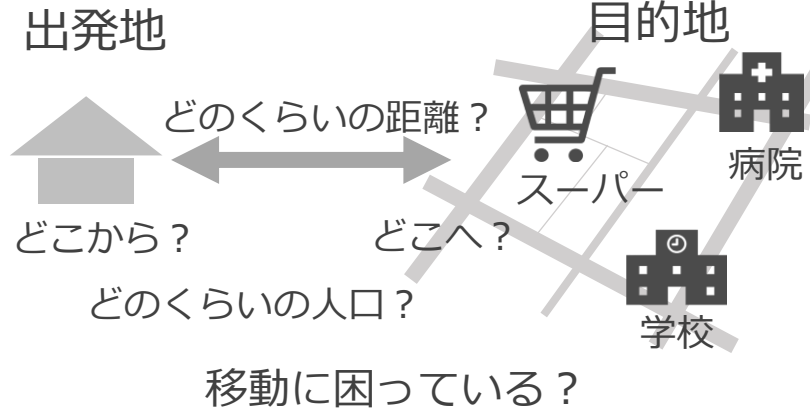 出発地
目的地
どのくらいの距離？
病院
スーパー
どこから？
どこへ？
どのくらいの人口？
学校
移動に困っている？